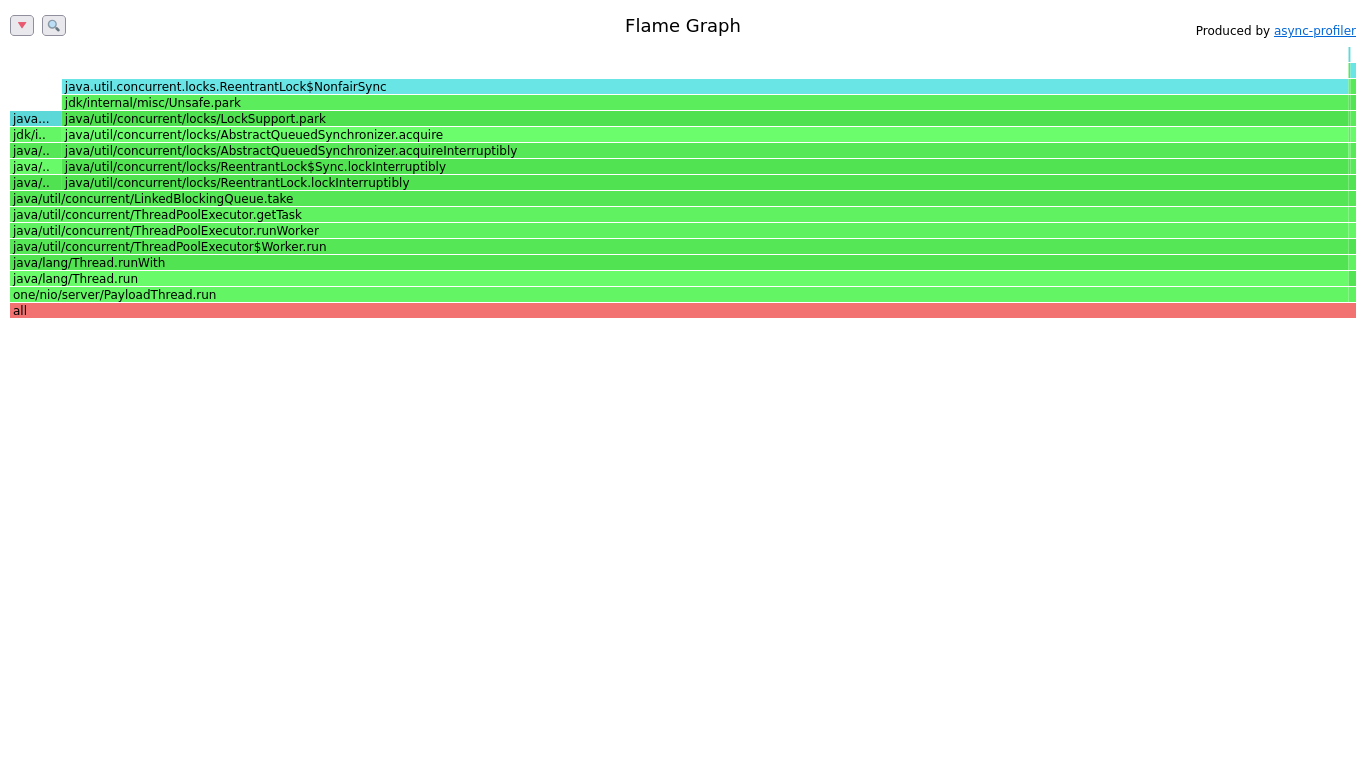 Flame Graph
Produced by async-profiler
java.util.concurrent.locks.ReentrantLock$NonfairSync
jdk/internal/misc/Unsafe.park
java... java/util/concurrent/locks/LockSupport.park
jdk/i.. java/util/concurrent/locks/AbstractQueuedSynchronizer.acquire
java/.. java/util/concurrent/locks/AbstractQueuedSynchronizer.acquireInterruptibly
java/.. java/util/concurrent/locks/ReentrantLock$Sync.lockInterruptibly
java/.. java/util/concurrent/locks/ReentrantLock.lockInterruptibly
java/util/concurrent/LinkedBlockingQueue.take
java/util/concurrent/ThreadPoolExecutor.getTask
java/util/concurrent/ThreadPoolExecutor.runWorker
java/util/concurrent/ThreadPoolExecutor$Worker.run
java/lang/Thread.runWith
java/lang/Thread.run
one/nio/server/PayloadThread.run
all